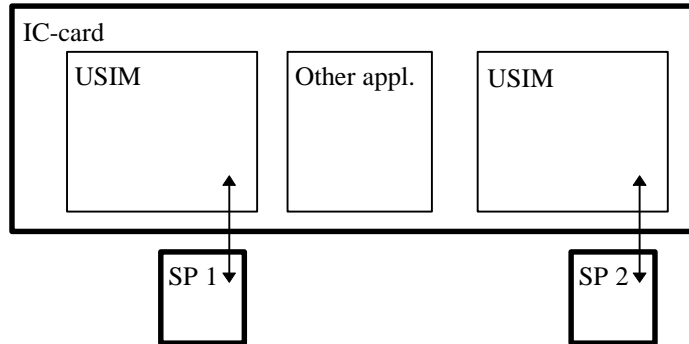 IC-card
USIM
Other appl.
USIM
SP 1
SP 2